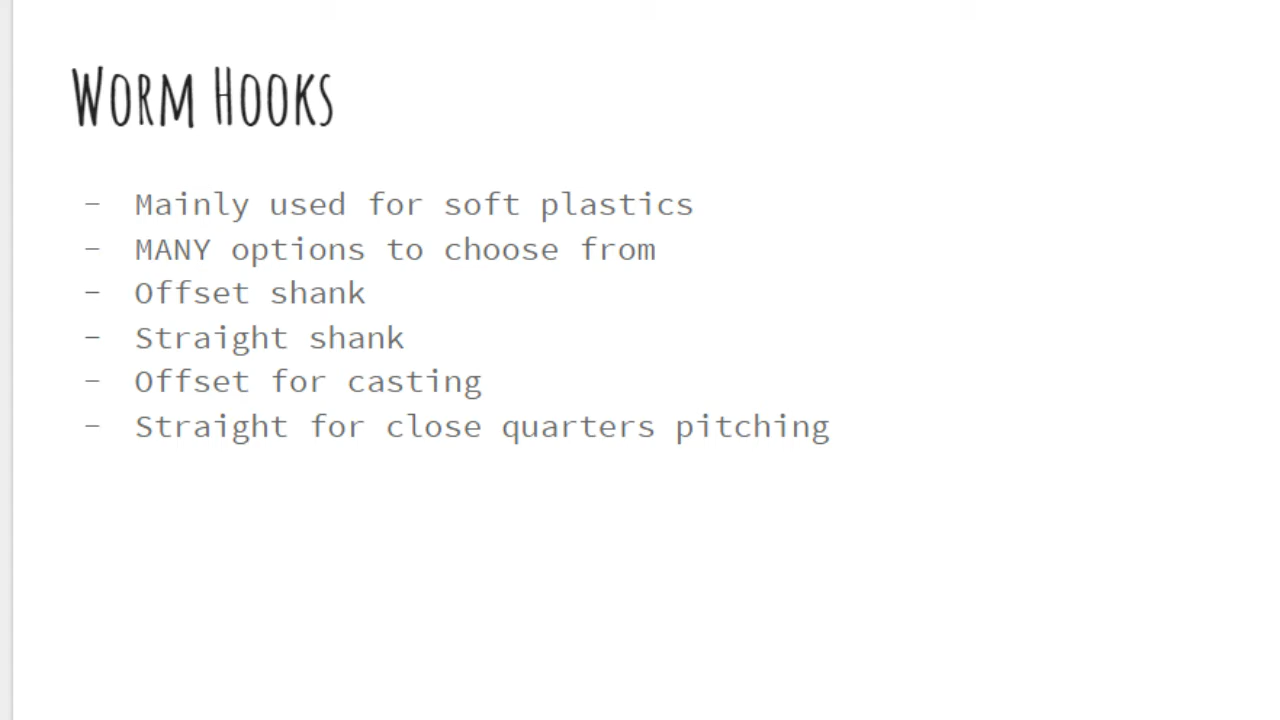 Worm Hooks
- Mainly used for soft plastics
- MANY options to choose from
- Offset shank
- Straight shank
- Offset for casting
- Straight for close quarters pitching